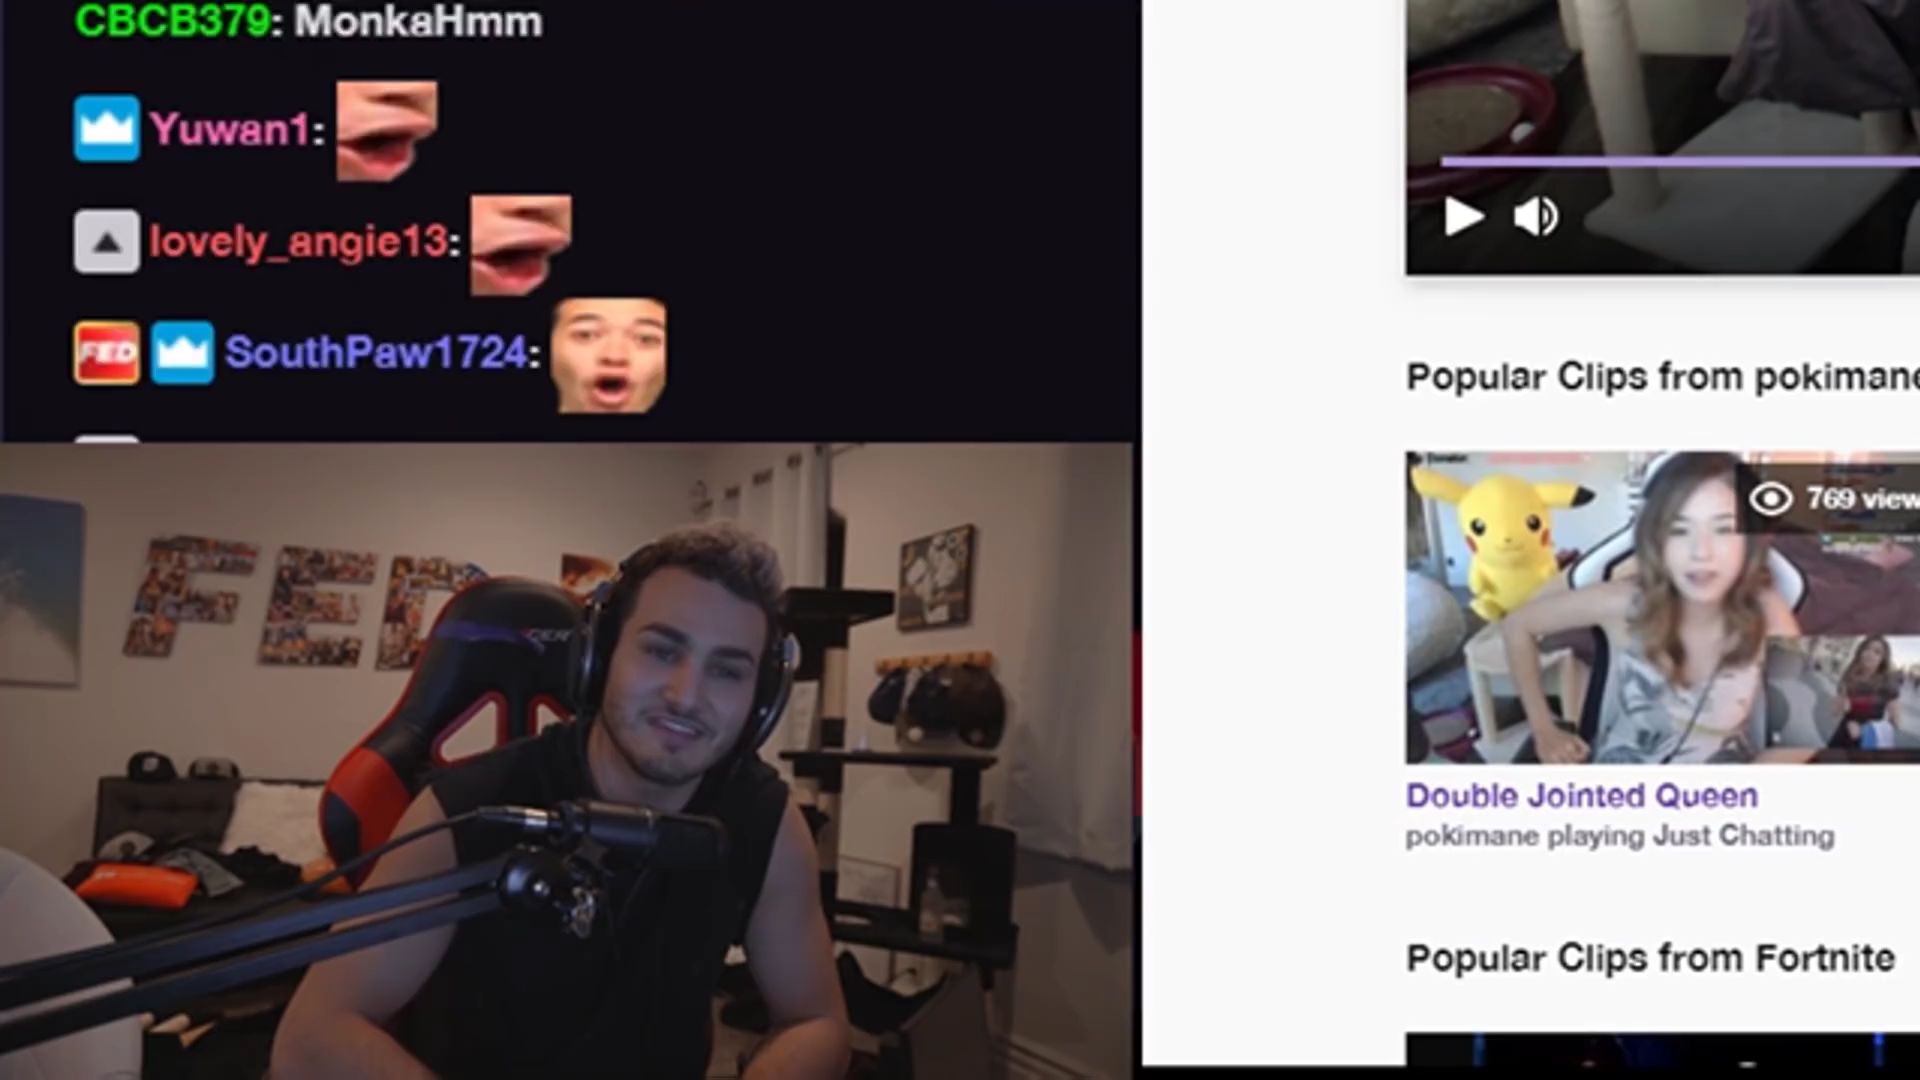 CBCB379: MonkaHmm
Yuwan1:
lovely_angie13:
FED SouthPaw1724:
FED
Popular Clips from pokimane
769 view
Double Jointed Queen
pokimane playing Just Chatting
Popular Clips from Fortnite